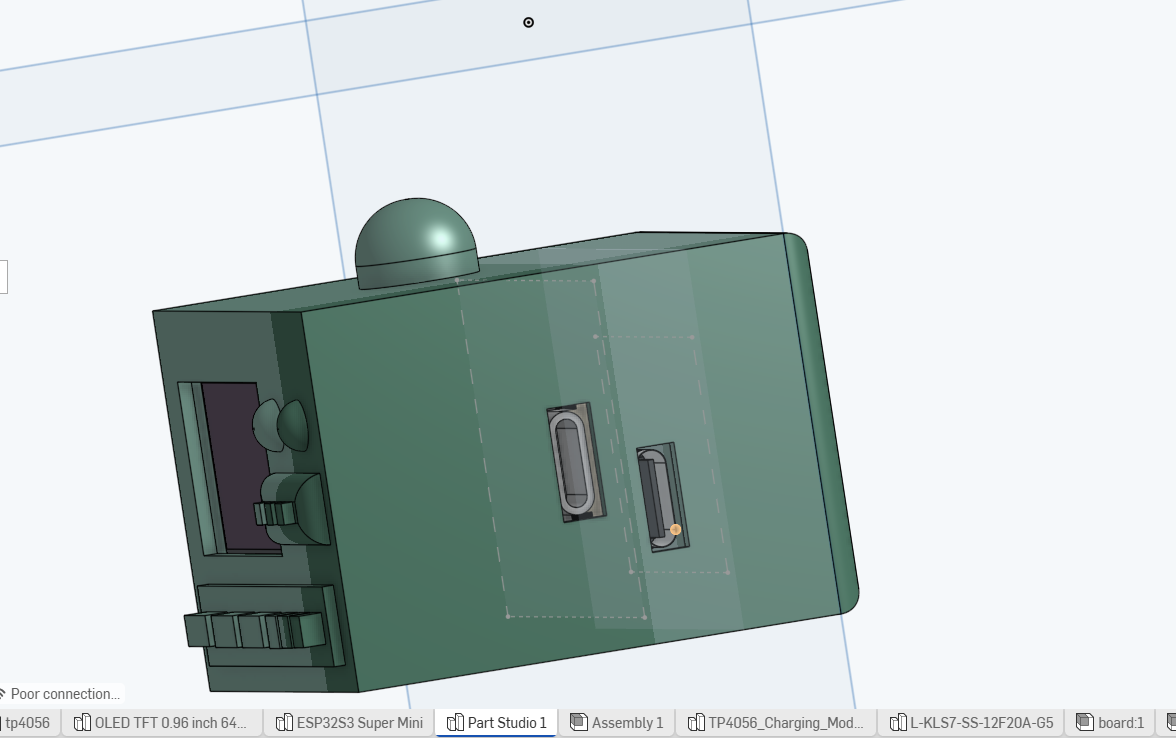 Poor connection...
tp4056
OLED TFT 0.96 inch 64...
ESP32S3 Super Mini
Part Studio 1
Assembly 1
TP4056_Charging_Mod...
L-KLS7-SS-12F20A-G5
board:1